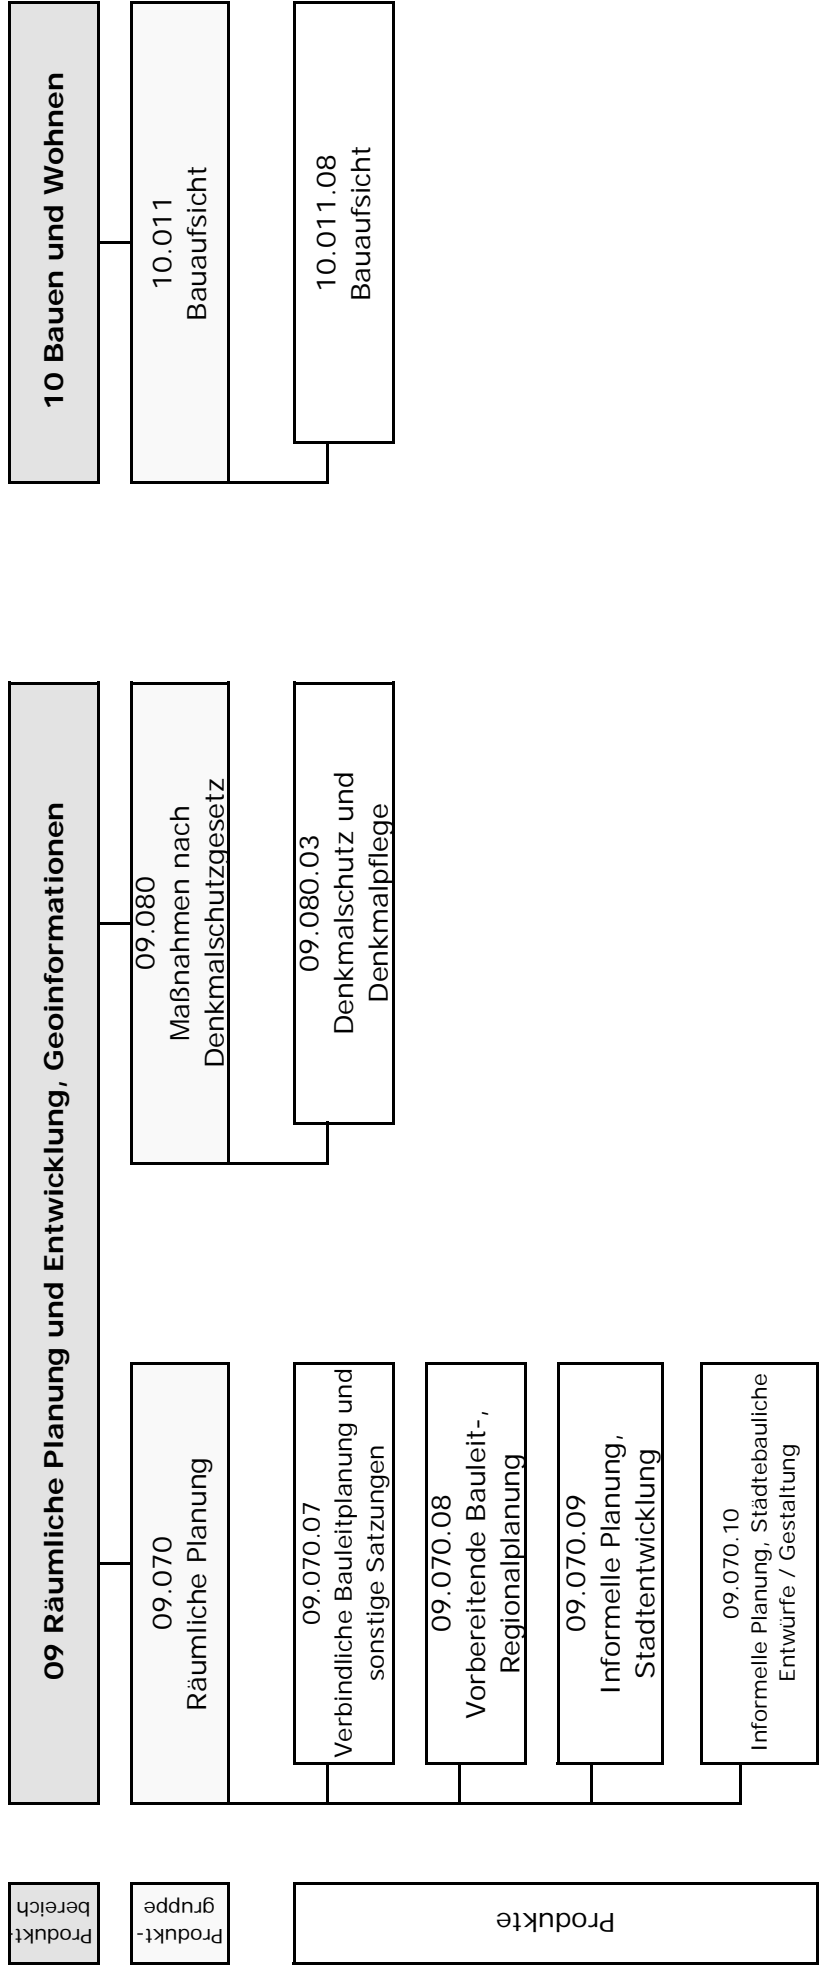 Produkt-
bereich
09 Räumliche Planung und Entwicklung, Geoinformationen
10 Bauen und Wohnen
Produkt-
gruppe
09.070
Räumliche Planung
09.080
Maßnahmen nach
Denkmalschutzgesetz
10.011
Bauaufsicht
Produkte
09.070.07
Verbindliche Bauleitplanung und
sonstige Satzungen
09.070.08
Vorbereitende Bauleit-,
Regionalplanung
09.070.09
Informelle Planung,
Stadtentwicklung
09.070.10
Informelle Planung, Städtebauliche
Entwürfe / Gestaltung
09.080.03
Denkmalschutz und
Denkmalpflege
10.011.08
Bauaufsicht